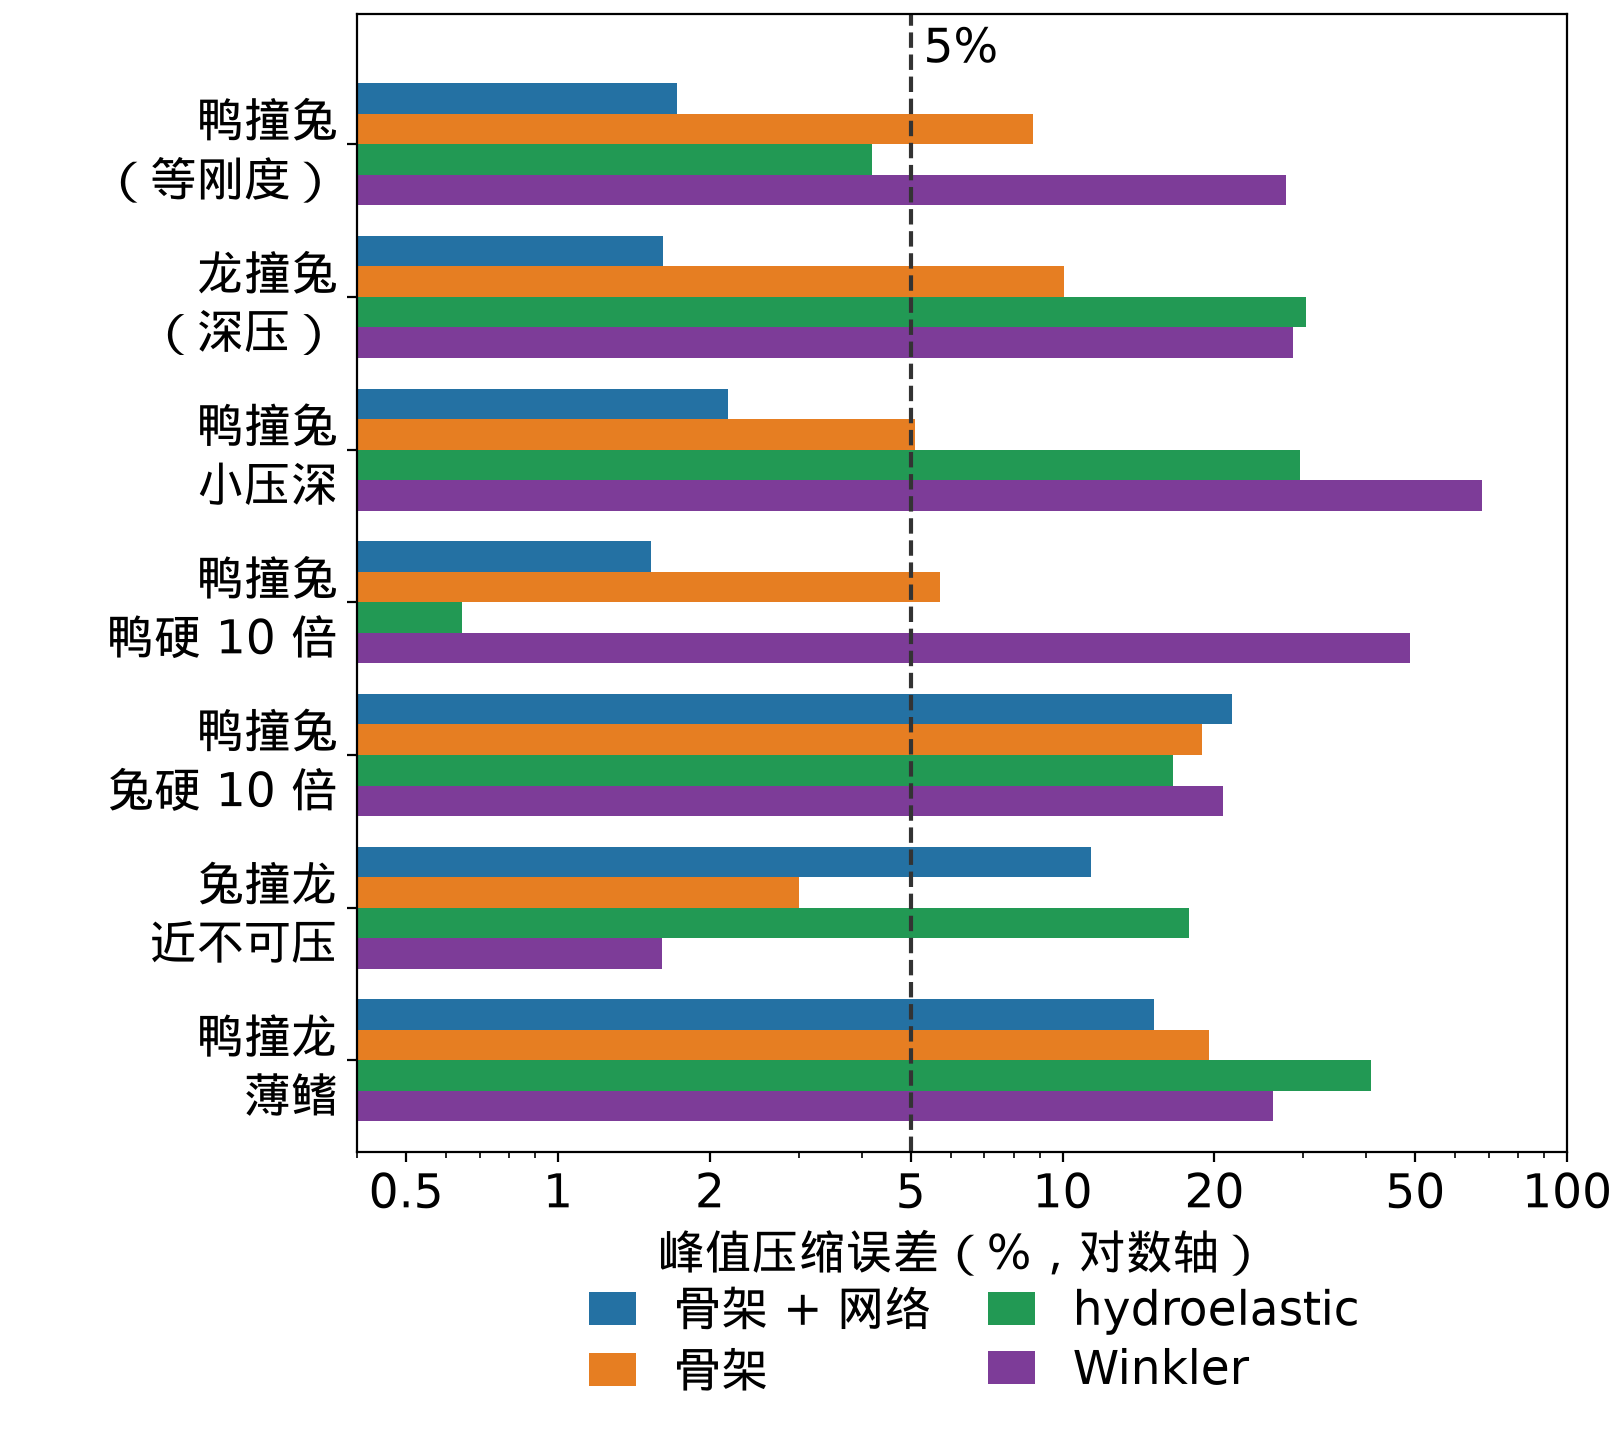 5%
鸭撞兔
（等刚度）
龙撞兔
（深压）
鸭撞兔
小压深
鸭撞兔
鸭硬 10 倍
鸭撞兔
兔硬 10 倍
兔撞龙
近不可压
鸭撞龙
薄鳍
0.5 1 2 5 10 20 50 100
峰值压缩误差（%，对数轴）
骨架 + 网络 hydroelastic
骨架 Winkler